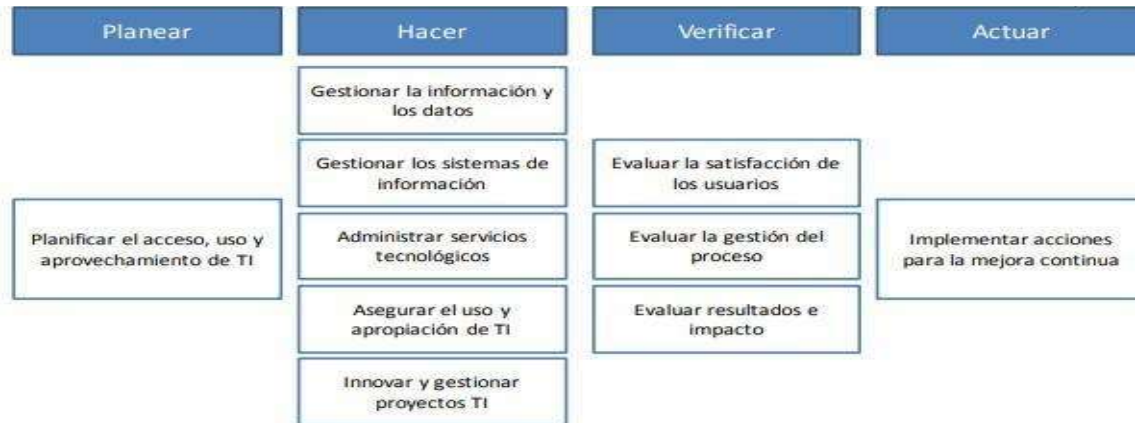 Planear
Hacer
Verificar
Actuar
Planificar el acceso, uso y
aprovechamiento de TI
Gestionar la información y
los datos
Gestionar los sistemas de
información
Administrar servicios
tecnológicos
Asegurar el uso y
apropiación de TI
Innovar y gestionar
proyectos TI
Evaluar la satisfacción de
los usuarios
Evaluar la gestión del
proceso
Evaluar resultados e
impacto
Implementar acciones
para la mejora continua